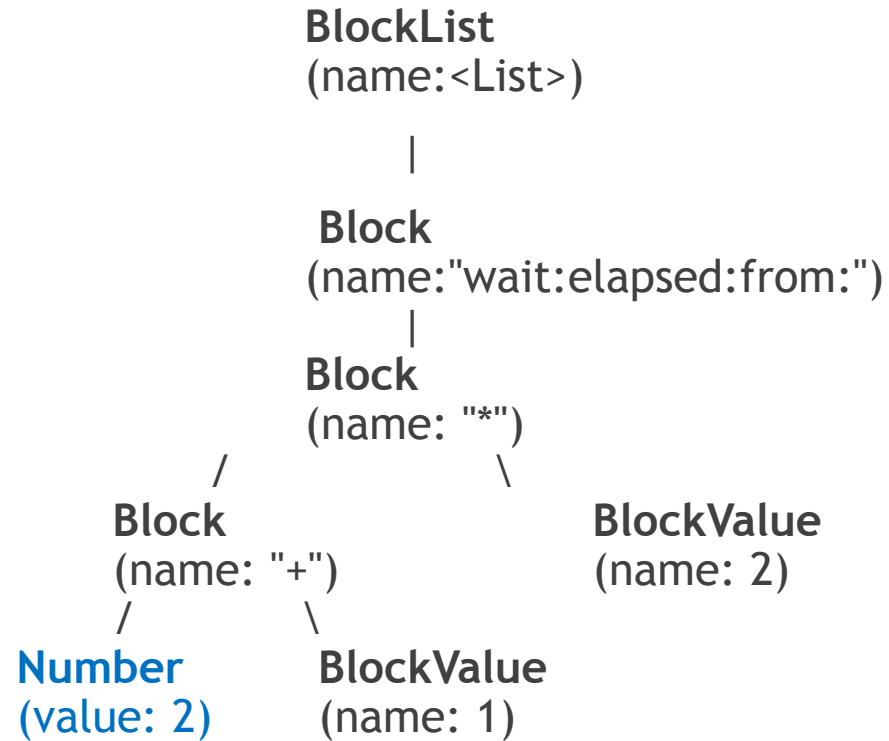 BlockList
(name:<List>)
|
Block
(name:"wait:elapsed:from:")
|
Block
(name: "*")
/ \
Block BlockValue
(name: "+") (name: 2)
/ \
Number BlockValue
(value: 2) (name: 1)